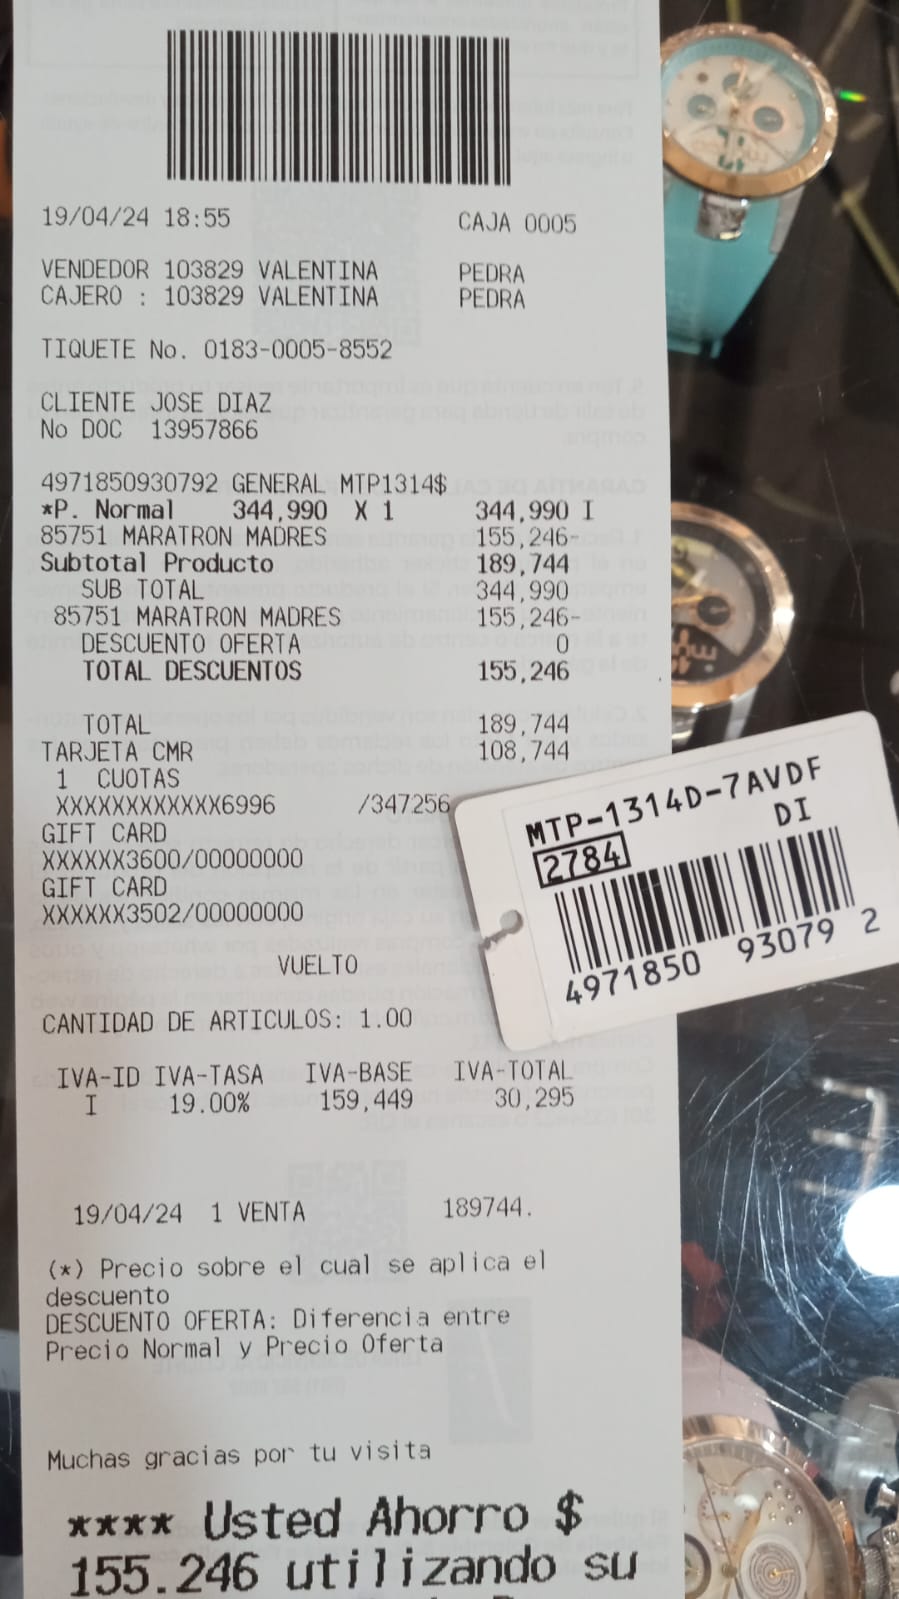 19/04/24 18:55 CAJA 0005
VENDEDOR 103829 VALENTINA PEDRA
CAJERO : 103829 VALENTINA PEDRA
TIQUETE No. 0183-0005-8552
CLIENTE JOSE DIAZ
No DOC 13957866
4971850930792 GENERAL MTP1314$
*P. Normal 344,990 X 1 344,990 I
85751 MARATRON MADRES 155,246-
Subtotal Producto 189,744
SUB TOTAL 344,990
85751 MARATRON MADRES 155,246-
DESCUENTO OFERTA 0
TOTAL DESCUENTOS 155,246
TOTAL 189,744
TARJETA CMR 108,744
1 CUOTAS
XXXXXXXXXXXX6996 /347256
GIFT CARD
XXXXXX3600/00000000
GIFT CARD
XXXXXX3502/00000000
VUELTO
CANTIDAD DE ARTICULOS: 1.00
IVA-ID IVA-TASA IVA-BASE IVA-TOTAL
I 19.00% 159,449 30,295
19/04/24 1 VENTA 189744.
(*) Precio sobre el cual se aplica el
descuento
DESCUENTO OFERTA: Diferencia entre
Precio Normal y Precio Oferta
Muchas gracias por tu visita
**** Usted Ahorro $
155.246 utilizando su
MTP-1314D-7AVDF
DI
2784
4971850 93079 2